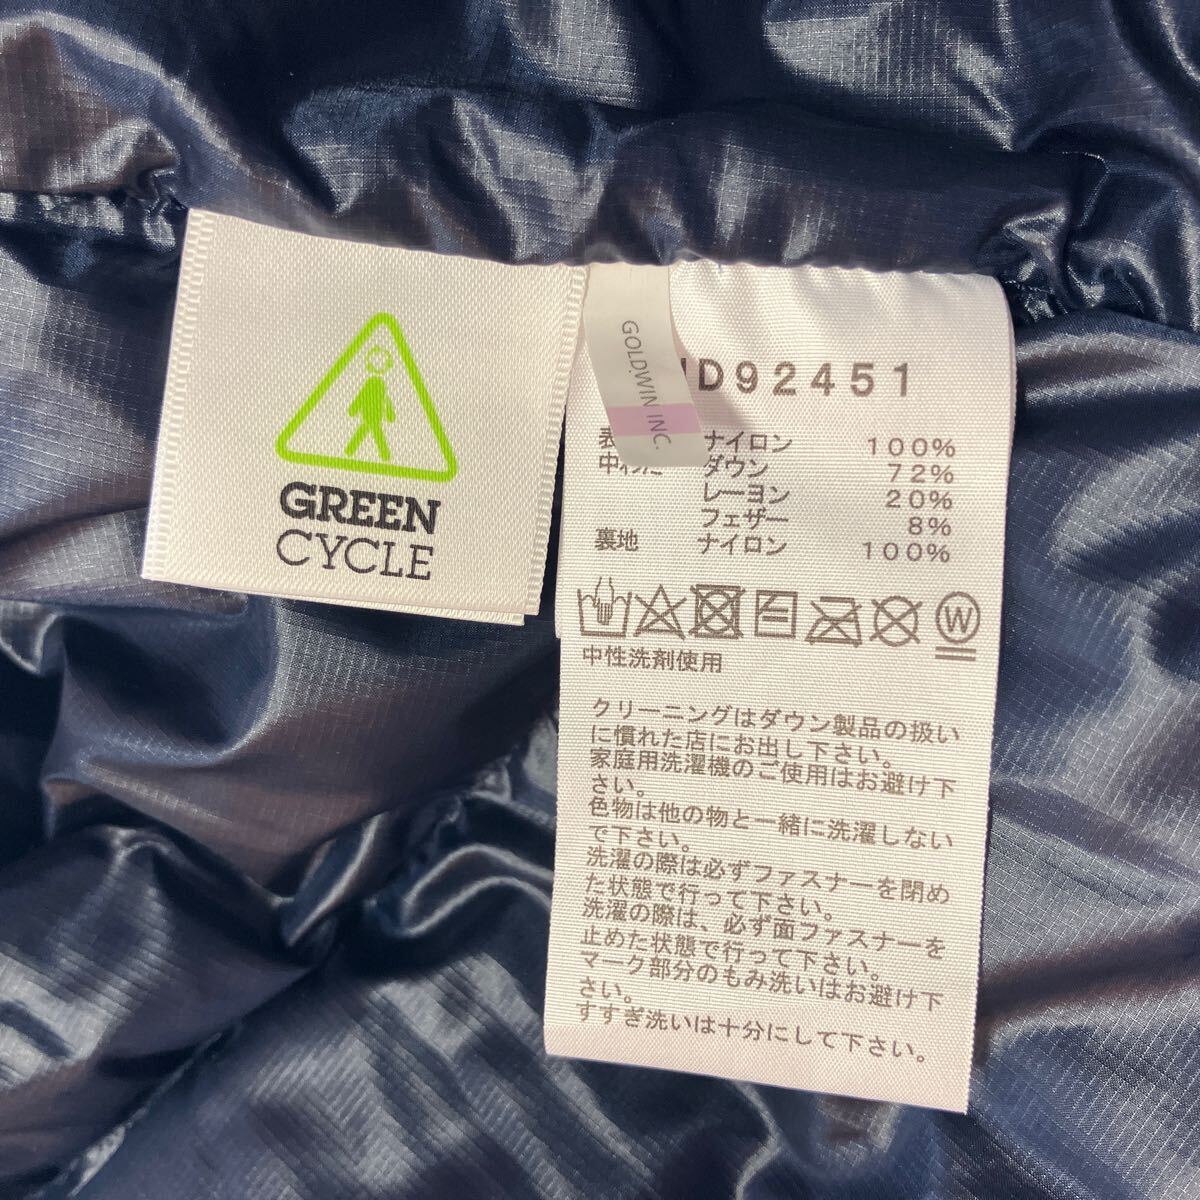 GREEN
CYCLE
GOLDWIN INC.
D92451
ナイロン 100%
ダウン 72%
レーヨン 20%
フェザー 8%
裏地 ナイロン 100%
W
中性洗剤使用
クリーニングはダウン製品の扱い
に慣れた店にお出し下さい。
家庭用洗濯機のご使用はお避け下
さい。
色物は他の物と一緒に洗濯しない
で下さい。
洗濯の際は必ずファスナーを閉め
た状態で行って下さい。
洗濯の際は、必ず面ファスナーを
止めた状態で行って下さい。
マーク部分のもみ洗いはお避け下
さい。
すすぎ洗いは十分にして下さい。